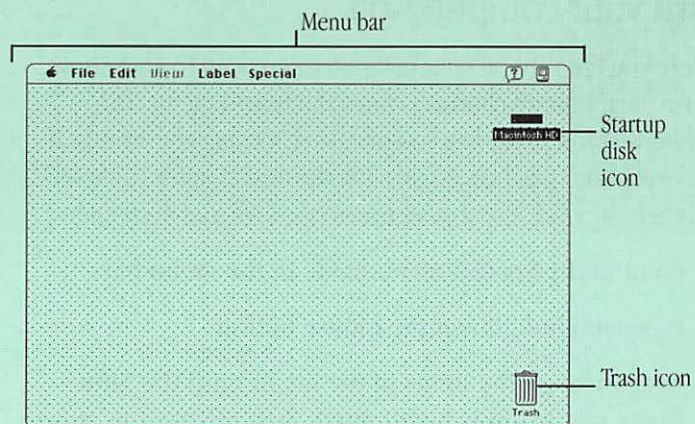 Menu bar
File Edit View Label Special
Macintosh HD
Startup
disk
icon
Trash icon
Trash